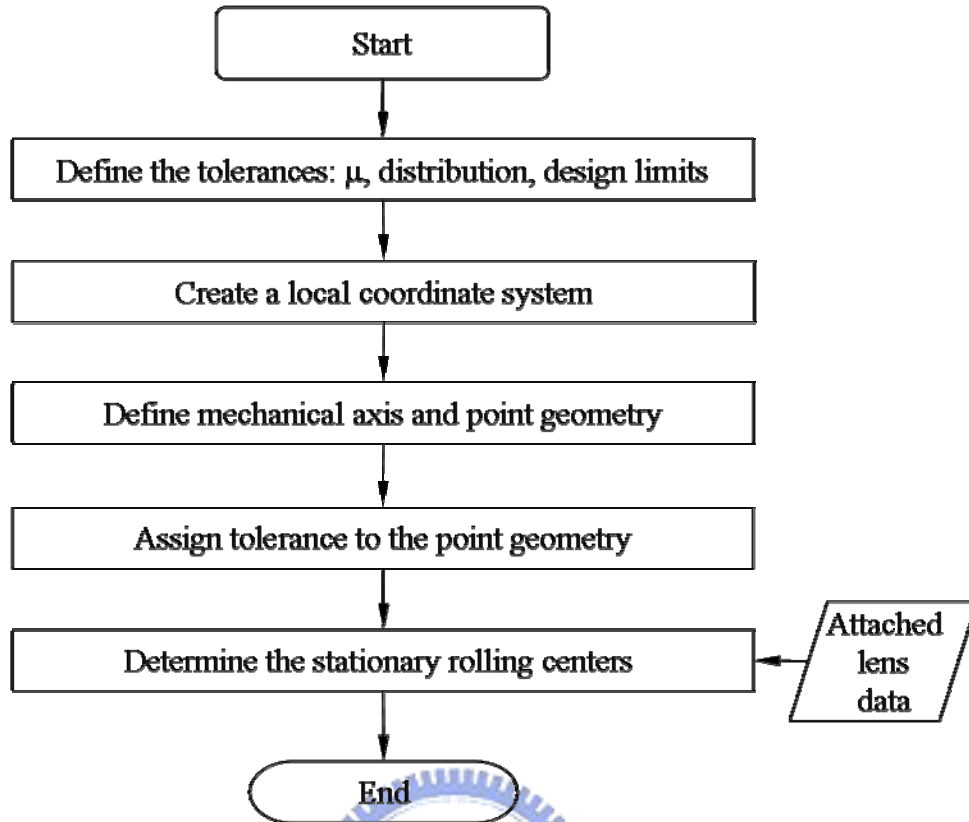 Start
Define the tolerances: μ, distribution, design limits
Create a local coordinate system
Define mechanical axis and point geometry
Assign tolerance to the point geometry
Determine the stationary rolling centers
Attached
lens
data
End